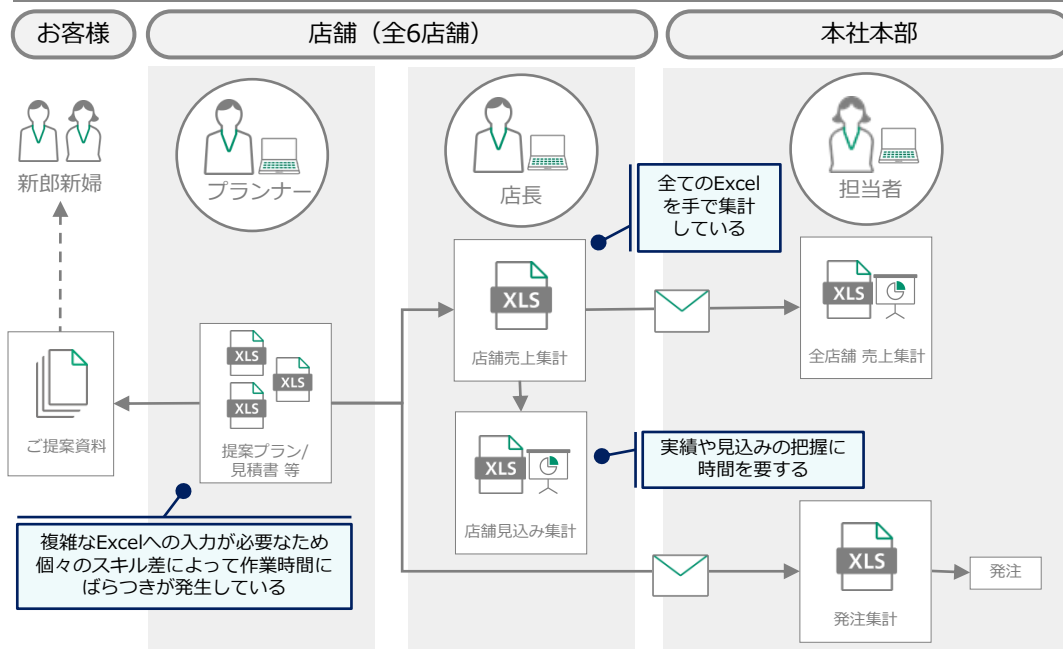 お客様
店舗（全6店舗）
本社本部
新郎新婦
プランナー
店長
担当者
全てのExcel
を手で集計
している
XLS
店舗売上集計
XLS
全店舗 売上集計
ご提案資料
XLS
XLS
XLS
提案プラン/
見積書 等
XLS
店舗見込み集計
実績や見込みの把握に
時間を要する
複雑なExcelへの入力が必要なため
個々のスキル差によって作業時間に
ばらつきが発生している
XLS
発注集計
発注